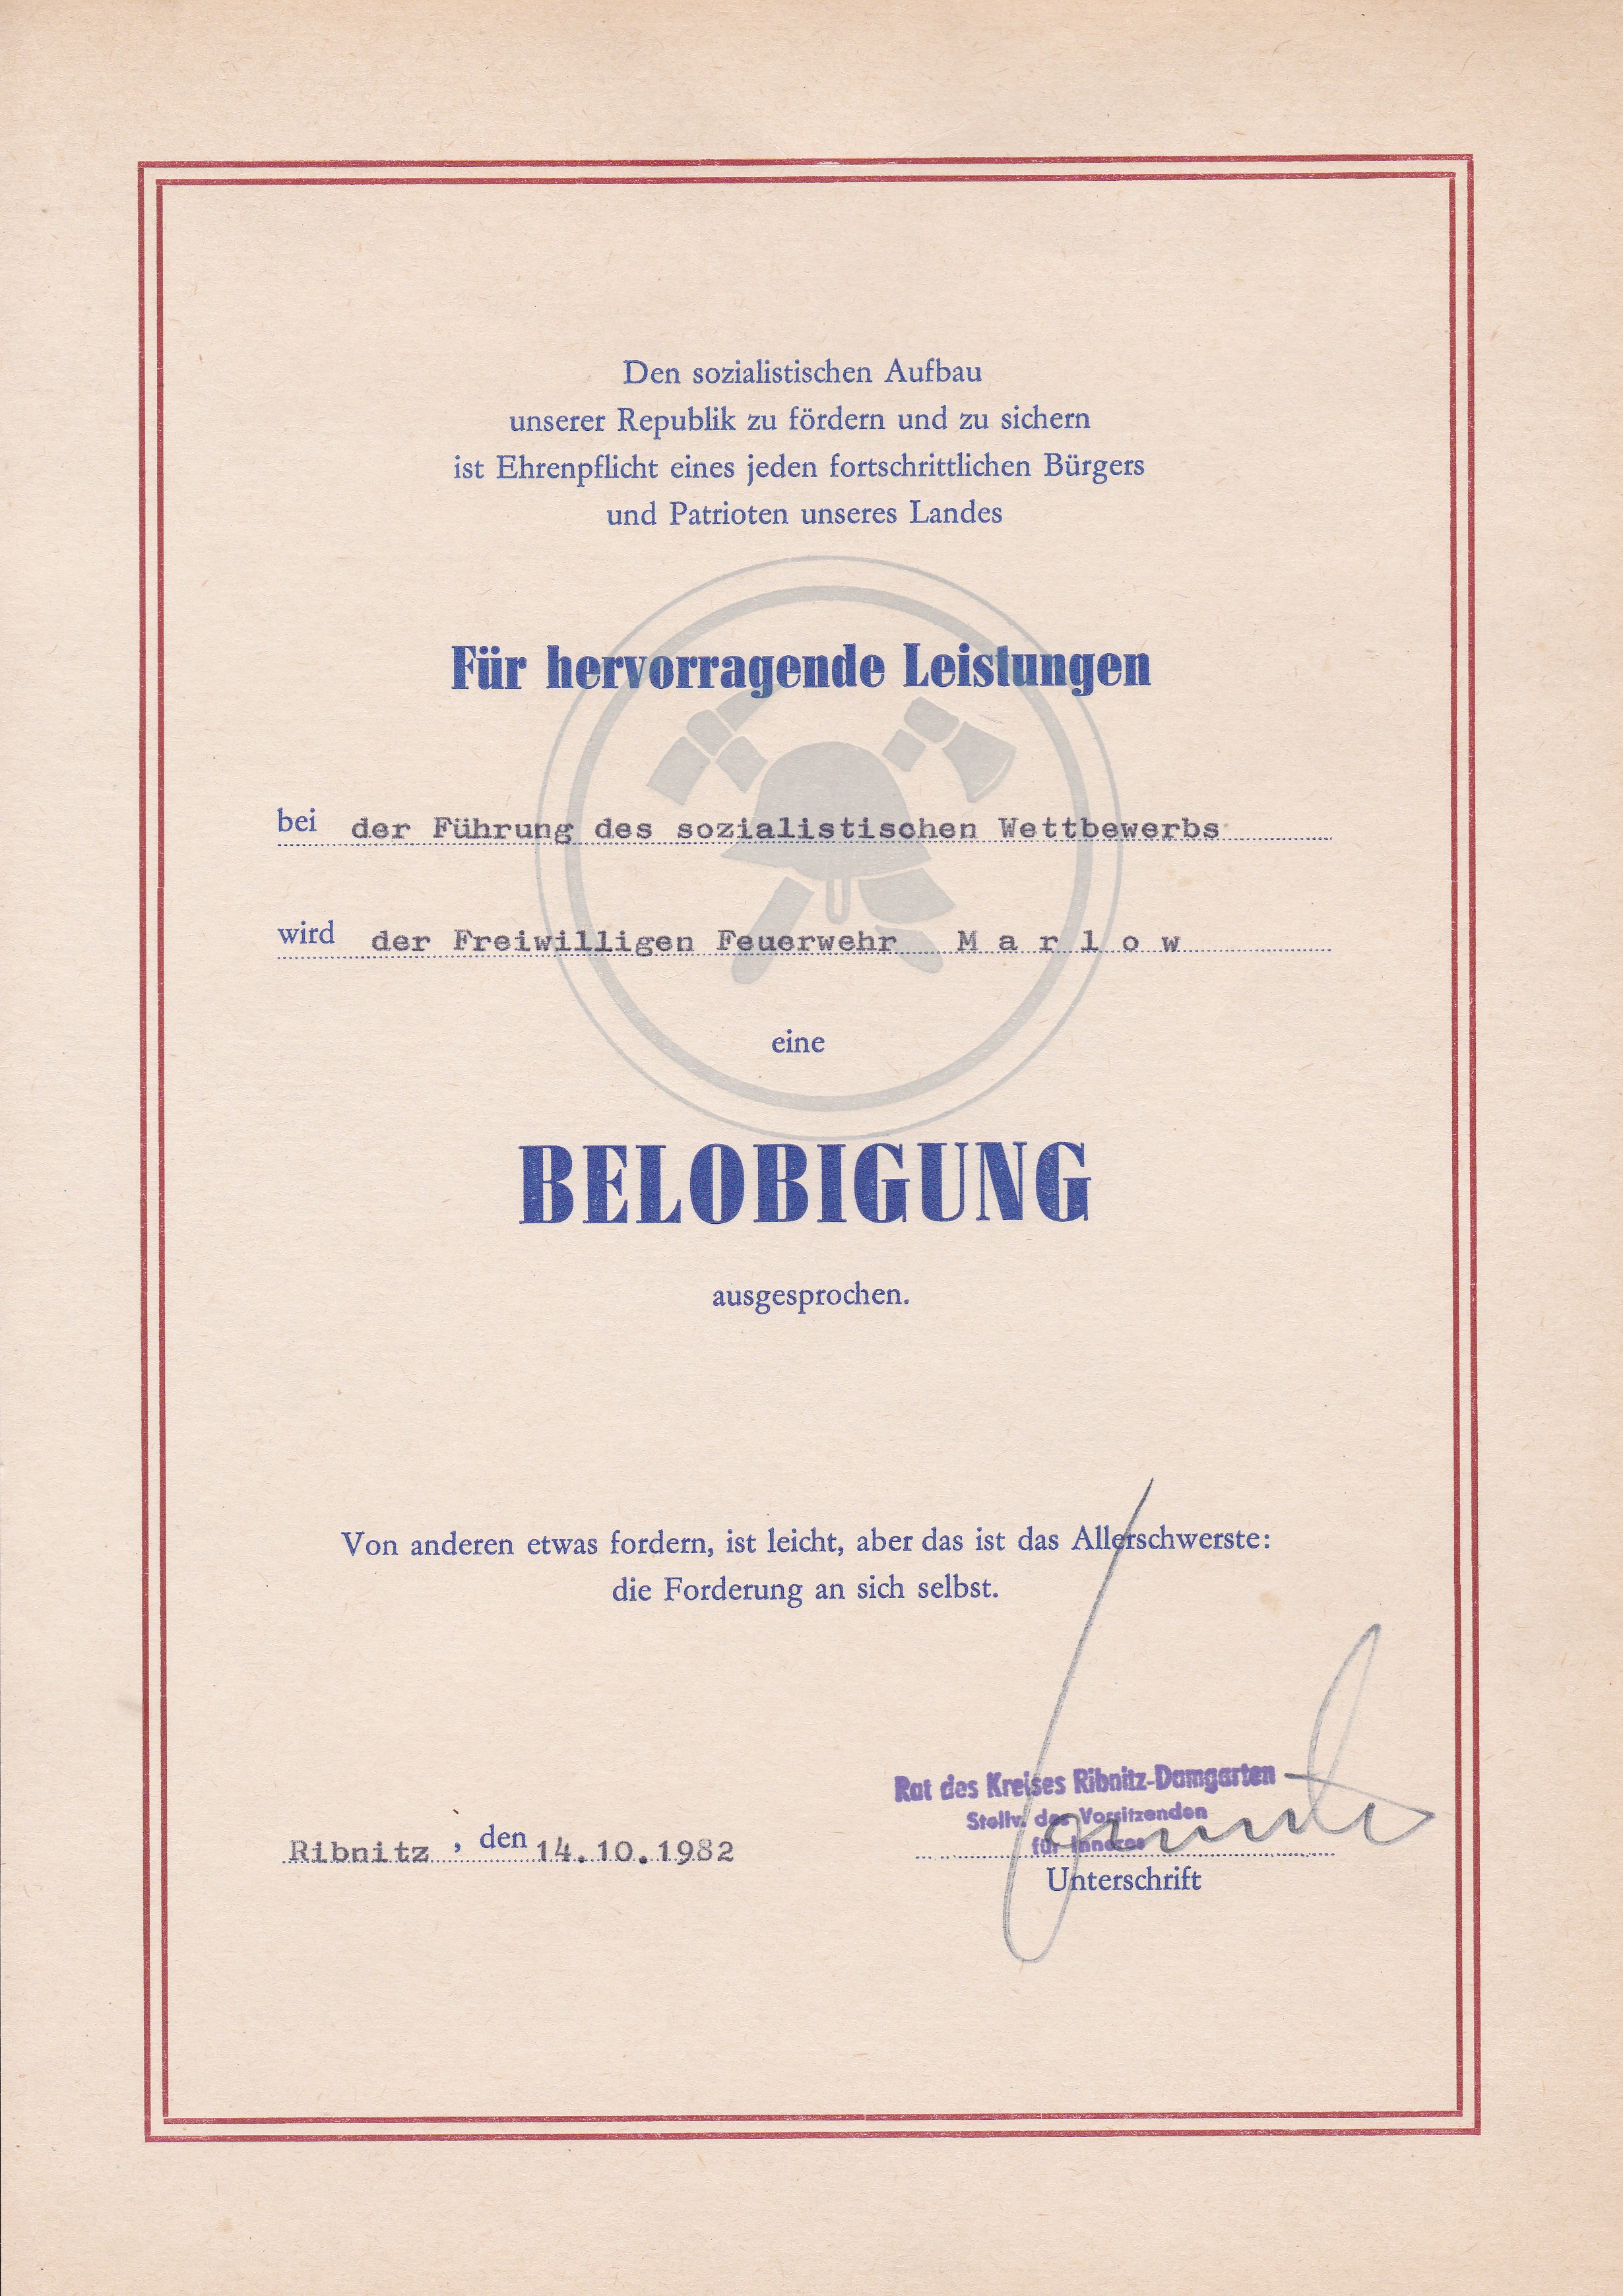 Den sozialistischen Aufbau
unserer Republik zu fördern und zu sichern
ist Ehrenpflicht eines jeden fortschrittlichen Bürgers
und Patrioten unseres Landes
Für hervorragende Leistungen
bei der Führung des sozialistischen Wettbewerbs
wird der Freiwilligen Feuerwehr M a r l o w
eine
BELOBIGUNG
ausgesprochen.
Von anderen etwas fordern, ist leicht, aber das ist das Allerschwerste:
die Forderung an sich selbst.
Rat des Kreises Ribnitz-Damgarten
Stellv. des Vorsitzenden
für Inneres
Ribnitz , den 14.10.1982
Unterschrift